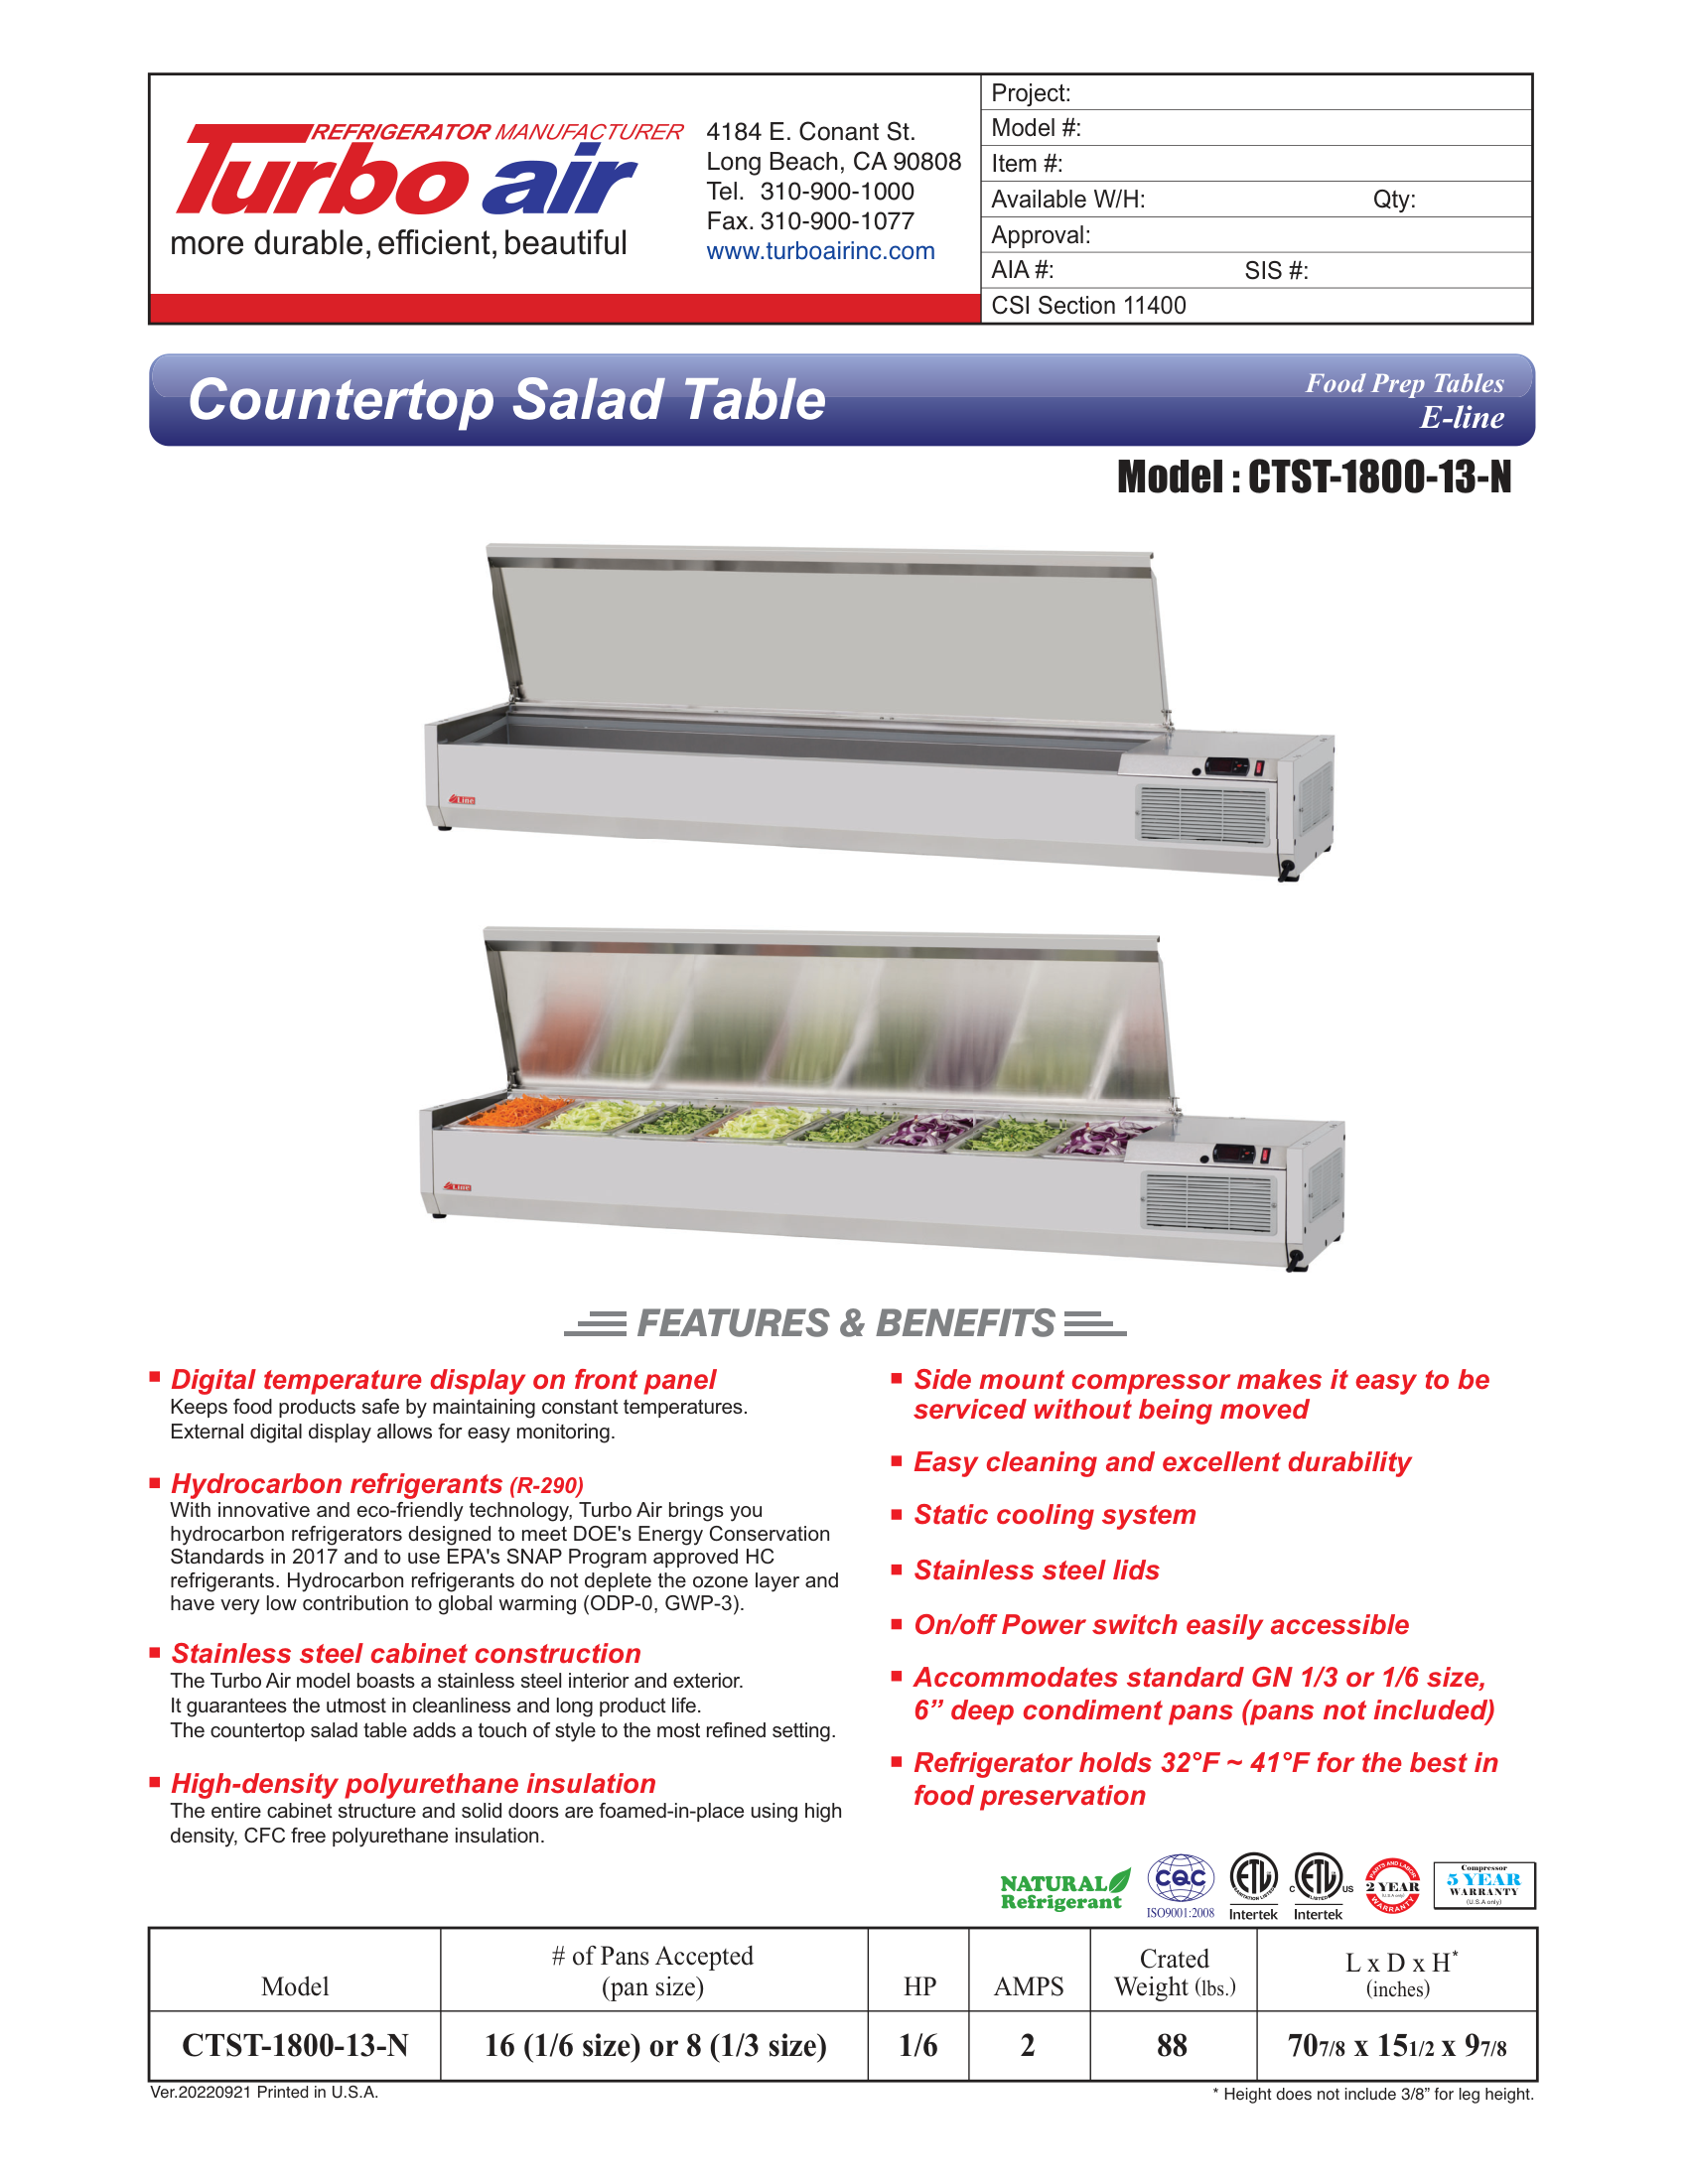 REFRIGERATOR MANUFACTURER
Turbo air
more durable, efficient, beautiful
4184 E. Conant St.
Long Beach, CA 90808
Tel. 310-900-1000
Fax. 310-900-1077
www.turboairinc.com
Project:
Model #:
Item #:
Available W/H: Qty:
Approval:
AIA #: SIS #:
CSI Section 11400
Countertop Salad Table
Food Prep Tables
E-line
Model : CTST-1800-13-N
Line
Line
FEATURES & BENEFITS
Digital temperature display on front panel
Keeps food products safe by maintaining constant temperatures.
External digital display allows for easy monitoring.
Hydrocarbon refrigerants (R-290)
With innovative and eco-friendly technology, Turbo Air brings you
hydrocarbon refrigerators designed to meet DOE's Energy Conservation
Standards in 2017 and to use EPA's SNAP Program approved HC
refrigerants. Hydrocarbon refrigerants do not deplete the ozone layer and
have very low contribution to global warming (ODP-0, GWP-3).
Stainless steel cabinet construction
The Turbo Air model boasts a stainless steel interior and exterior.
It guarantees the utmost in cleanliness and long product life.
The countertop salad table adds a touch of style to the most refined setting.
High-density polyurethane insulation
The entire cabinet structure and solid doors are foamed-in-place using high
density, CFC free polyurethane insulation.
Side mount compressor makes it easy to be
serviced without being moved
Easy cleaning and excellent durability
Static cooling system
Stainless steel lids
On/off Power switch easily accessible
Accommodates standard GN 1/3 or 1/6 size,
6” deep condiment pans (pans not included)
Refrigerator holds 32°F ~ 41°F for the best in
food preservation
NATURAL
Refrigerant
CQC
ISO9001:2008
ETL
SANITATION LISTED
Intertek
C ETL US
LISTED
Intertek
PARTS AND LABOR
2 YEAR
(U.S.A only)
WARRANTY
Compressor
5 YEAR
WARRANTY
(U.S.A only)
Model
# of Pans Accepted
(pan size)
HP
AMPS
Crated
Weight (lbs.)
L x D x H*
(inches)
CTST-1800-13-N
16 (1/6 size) or 8 (1/3 size)
1/6
2
88
70 7/8 x 15 1/2 x 9 7/8
Ver.20220921 Printed in U.S.A.
* Height does not include 3/8” for leg height.